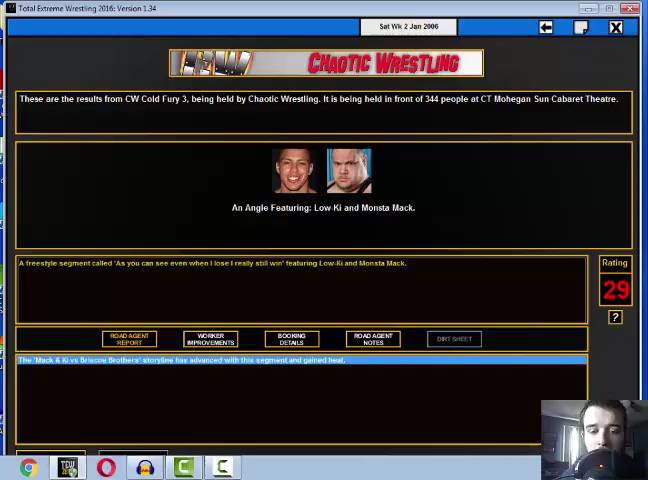 Total Extreme Wrestling 2016: Version 1.34
Sat Wk 2 Jan 2006
CHAOTIC WRESTLING
These are the results from CW Cold Fury 3, being held by Chaotic Wrestling. It is being held in front of 344 people at CT Mohegan Sun Cabaret Theatre.
An Angle Featuring: Low-Ki and Monsta Mack.
A freestyle segment called 'As you can see even when I lose I really still win' featuring Low-Ki and Monsta Mack.
Rating
29
?
ROAD AGENT REPORT
WORKER IMPROVEMENTS
BOOKING DETAILS
ROAD AGENT NOTES
DIRT SHEET
The 'Mack & Ki vs Briscoe Brothers' storyline has advanced with this segment and gained heat.
TEW